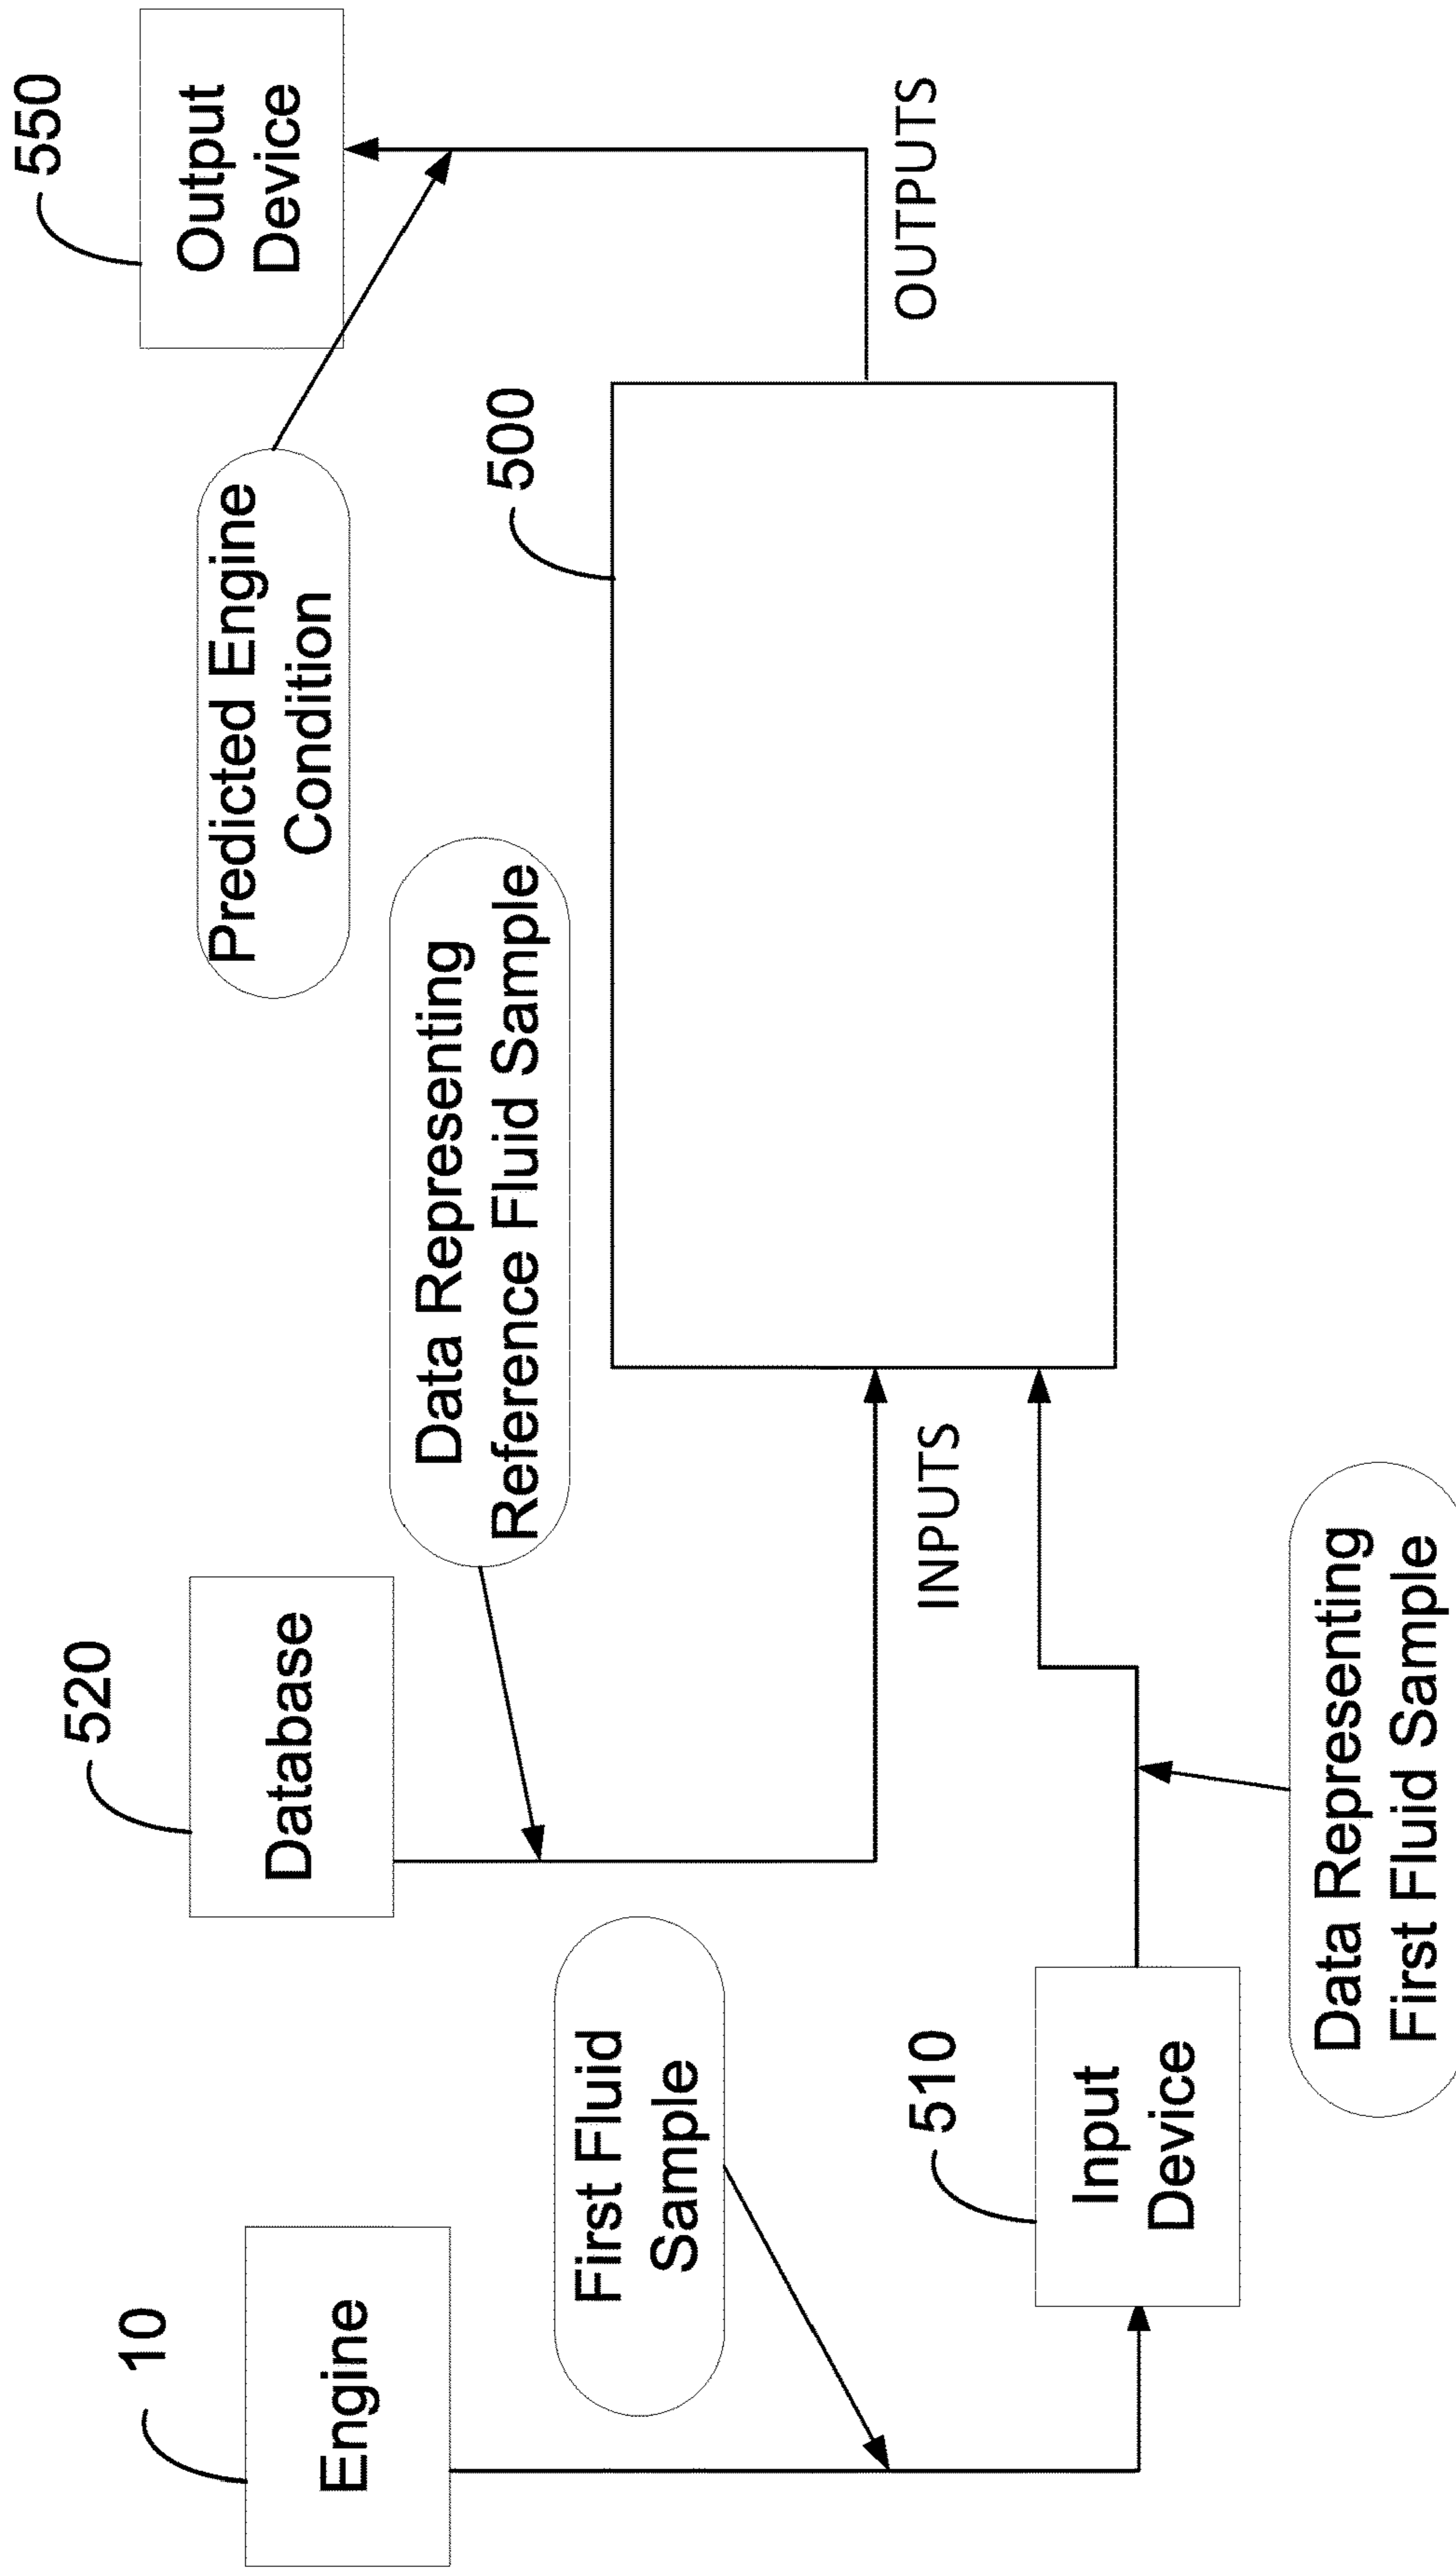 10
Engine
First Fluid
Sample
510
Input
Device
Data Representing
First Fluid Sample
520
Database
Data Representing
Reference Fluid Sample
INPUTS
500
Predicted Engine
Condition
OUTPUTS
550
Output
Device